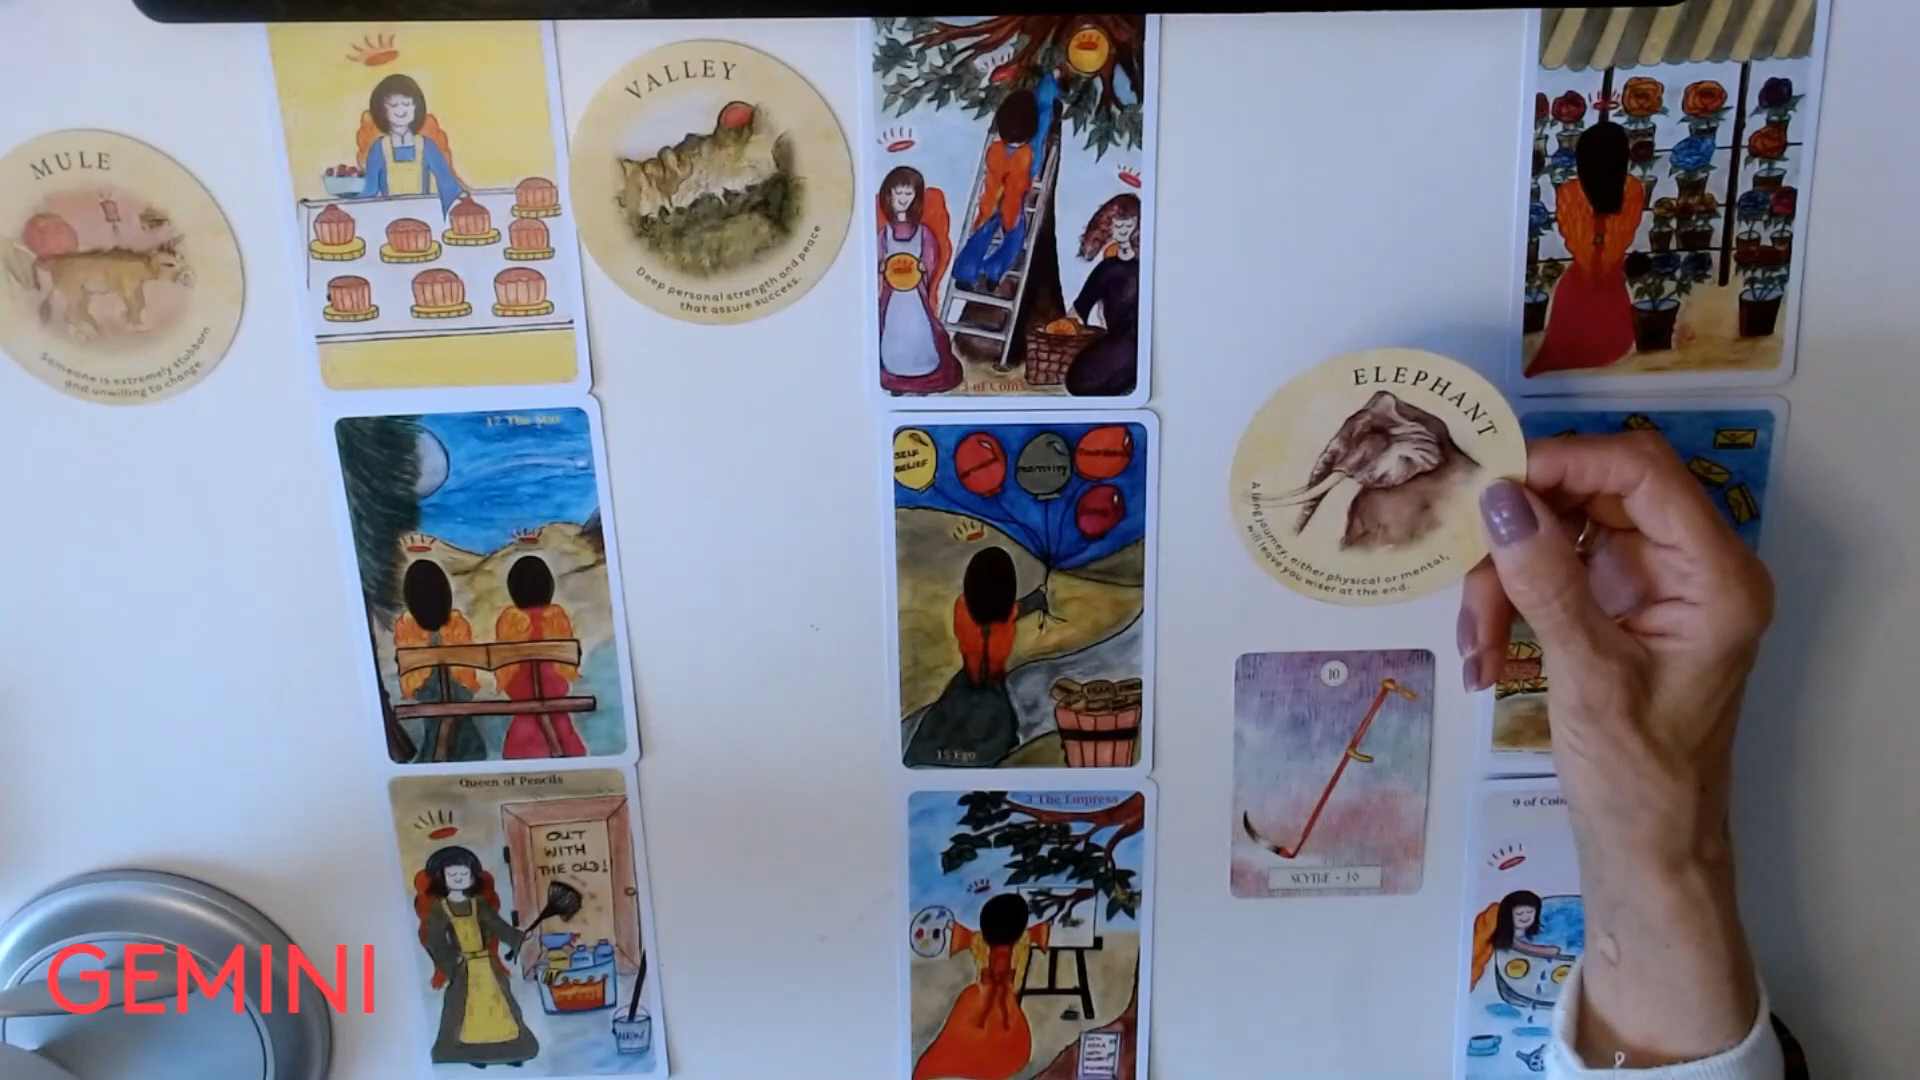 MULE
Someone is extremely stubborn
and unwilling to change.
VALLEY
Deep personal strength and peace
that assure success.
3 of Coins
ELEPHANT
A long journey, either physical or mental,
will leave you wiser at the end.
17 The Star
SELF
BELIEF
15 Ego
10
SCYTHE
Queen of Pencils
OUT
WITH
THE OLD!
NEW
3 The Empress
9 of Coins
GEMINI